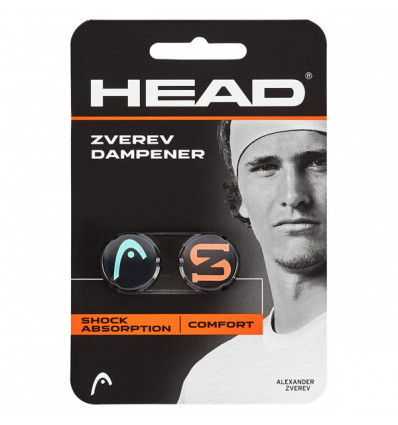 HEAD®
ZVEREV
DAMPENER
SHOCK
ABSORPTION | COMFORT
ALEXANDER
ZVEREV